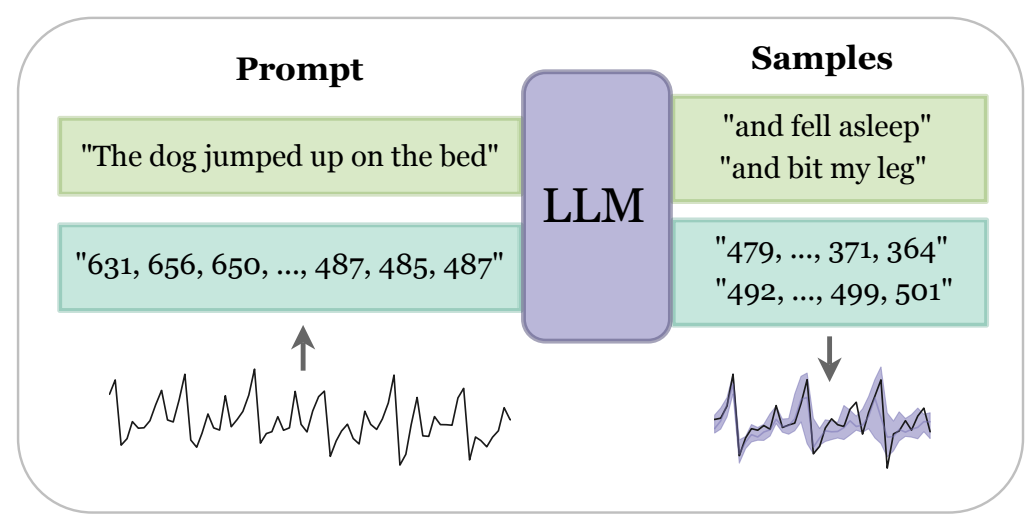 Prompt
Samples
"The dog jumped up on the bed"
"631, 656, 650, ..., 487, 485, 487"
LLM
"and fell asleep"
"and bit my leg"
"479, ..., 371, 364"
"492, ..., 499, 501"